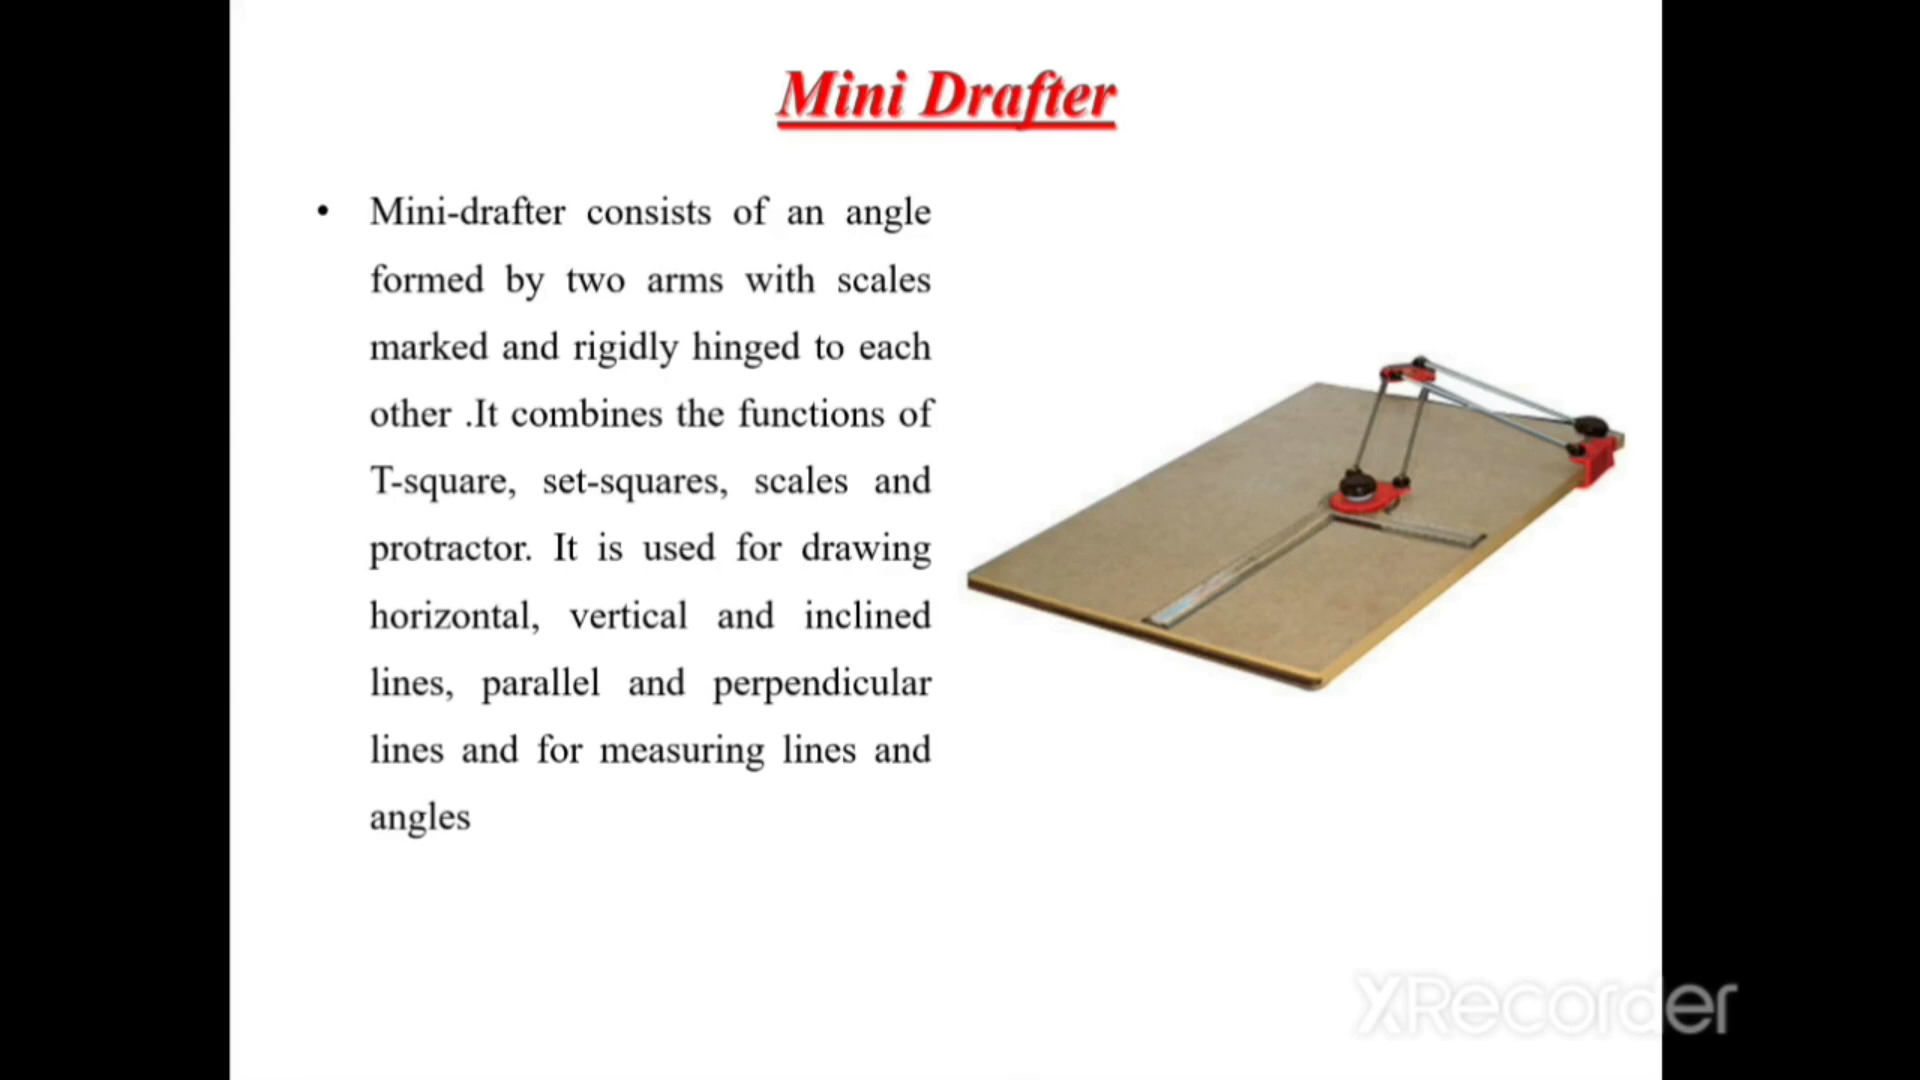 Mini Drafter
• Mini-drafter consists of an angle
formed by two arms with scales
marked and rigidly hinged to each
other .It combines the functions of
T-square, set-squares, scales and
protractor. It is used for drawing
horizontal, vertical and inclined
lines, parallel and perpendicular
lines and for measuring lines and
angles
XRecorder